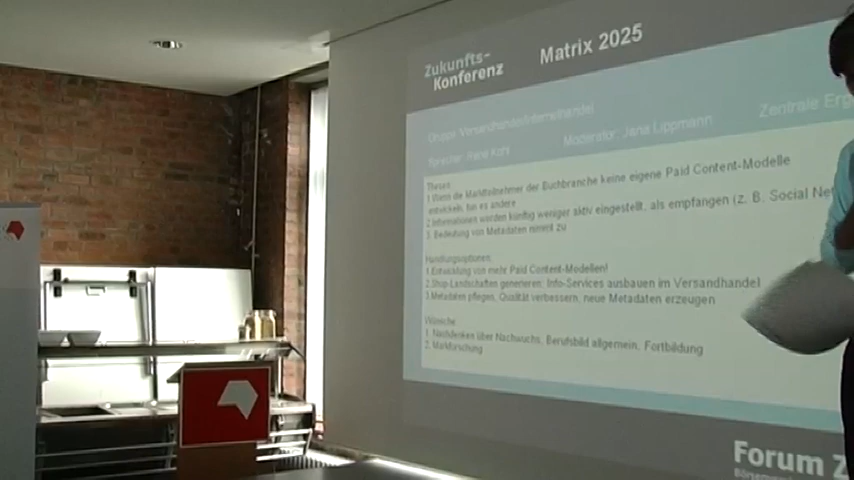 Zukunfts-
Konferenz
Matrix 2025
Gruppe Versandhandel/Internethandel
Sprecher: René Kohl
Moderator: Jana Lippmann
Zentrale Erg
Thesen:
1. Wenn die Marktteilnehmer der Buchbranche keine eigene Paid Content-Modelle
entwickeln, tun es andere
2. Informationen werden künftig weniger aktiv eingestellt, als empfangen (z. B. Social Net
3. Bedeutung von Metadaten nimmt zu
Handlungsoptionen:
1. Entwicklung von mehr Paid Content-Modellen!
2. Shop-Landschaften generieren: Info-Services ausbauen im Versandhandel
3. Metadaten pflegen, Qualität verbessern, neue Metadaten erzeugen
Wünsche:
1. Nachdenken über Nachwuchs, Berufsbild allgemein, Fortbildung
2. Marktforschung
Forum Z